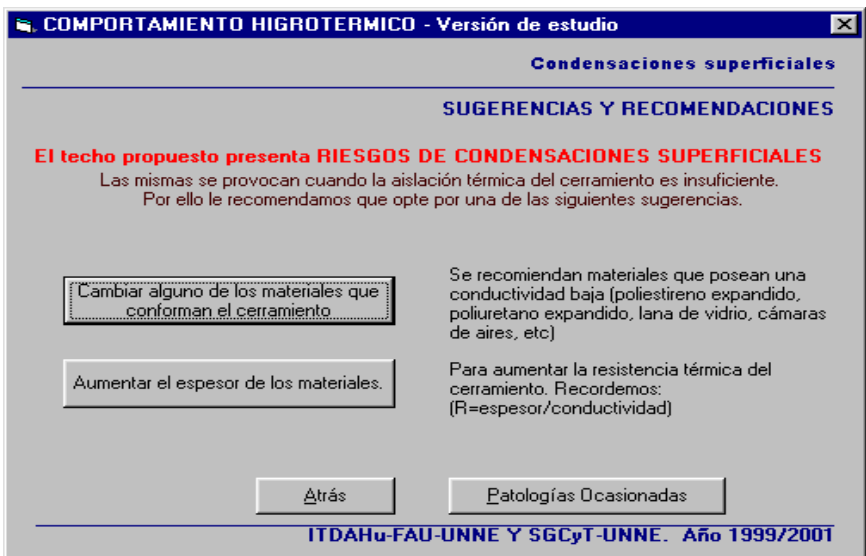 COMPORTAMIENTO HIGROTERMICO - Versión de estudio
Condensaciones superficiales
SUGERENCIAS Y RECOMENDACIONES
El techo propuesto presenta RIESGOS DE CONDENSACIONES SUPERFICIALES
Las mismas se provocan cuando la aislación térmica del cerramiento es insuficiente.
Por ello le recomendamos que opte por una de las siguientes sugerencias.
Cambiar alguno de los materiales que
conforman el cerramiento
Se recomiendan materiales que posean una
conductividad baja (poliestireno expandido,
poliuretano expandido, lana de vidrio, cámaras
de aires, etc)
Aumentar el espesor de los materiales.
Para aumentar la resistencia térmica del
cerramiento. Recordemos:
(R=espesor/conductividad)
Atrás
Patologías Ocasionadas
ITDAHu-FAU-UNNE Y SGCyT-UNNE. Año 1999/2001